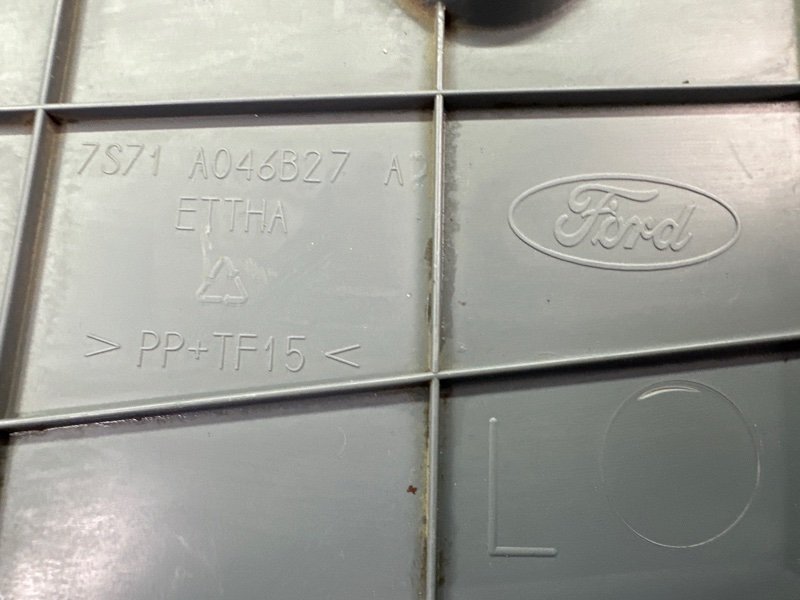 7S71 A046B27 A
ETTHA
> PP+TF15 <
Ford
L